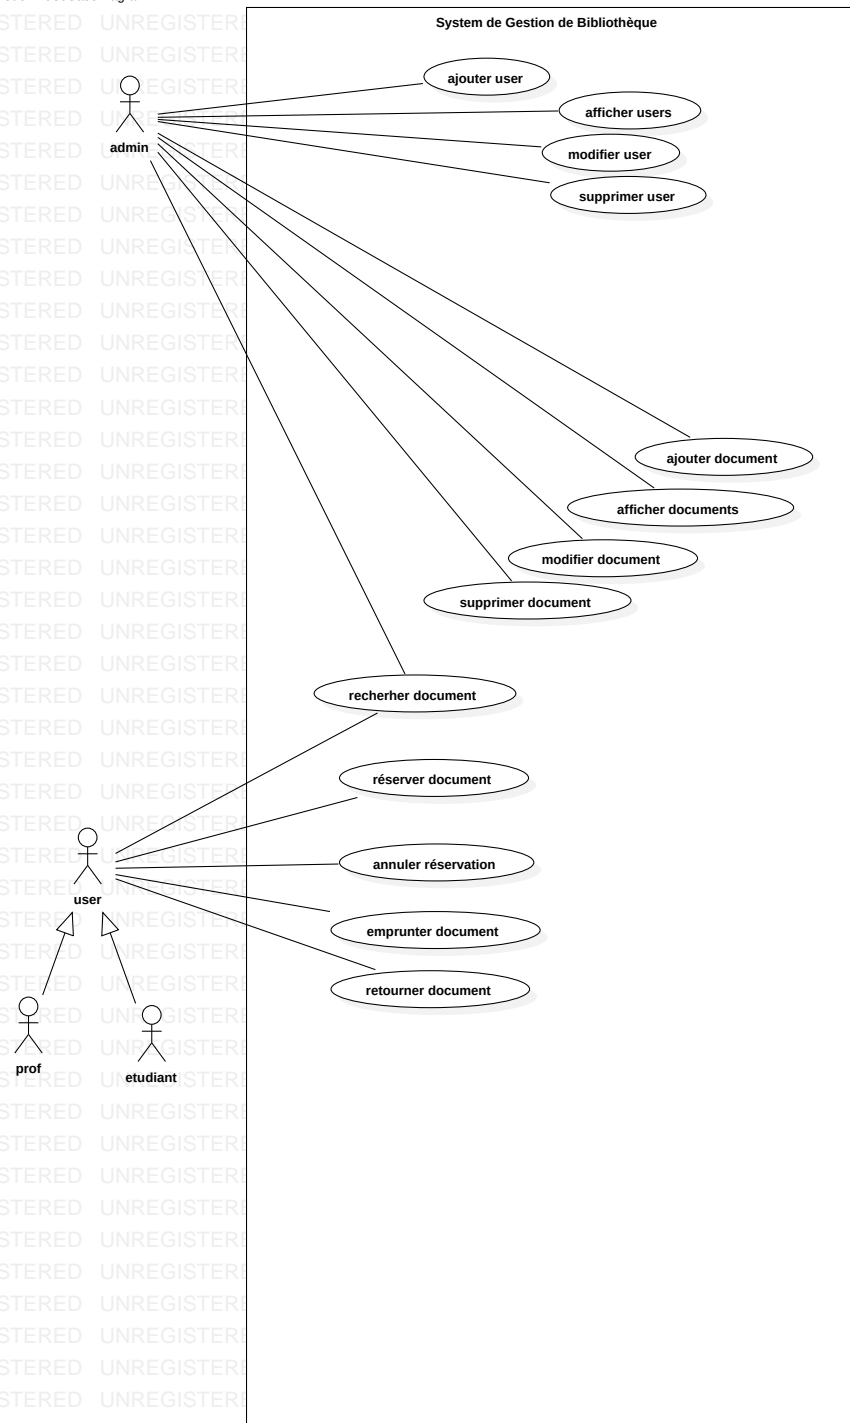 System de Gestion de Bibliothèque
ajouter user
afficher users
admin
modifier user
supprimer user
ajouter document
afficher documents
modifier document
supprimer document
recherher document
réserver document
annuler réservation
user
emprunter document
retourner document
prof
etudiant
UNREGISTERED